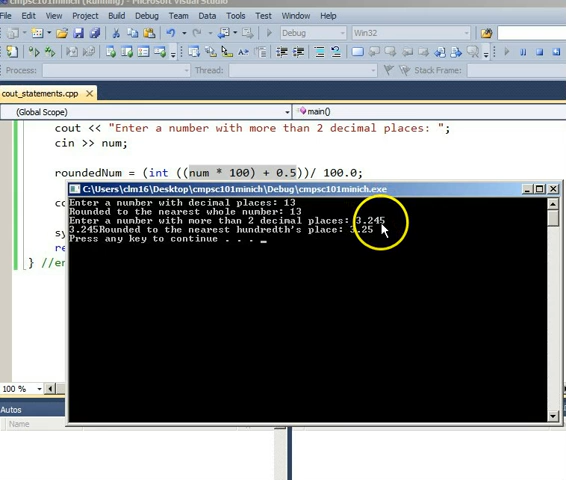 cmpsc101minich (Running) - Microsoft Visual Studio
Edit View Project Build Debug Team Data Tools Test Window Help
Debug Win32
Process: Thread: Stack Frame:
cout_statements.cpp
(Global Scope) main()
cout << "Enter a number with more than 2 decimal places: ";
cin >> num;
roundedNum = (int ((num * 100) + 0.5))/ 100.0;
C:\Users\clm16\Desktop\cmpsc101minich\Debug\cmpsc101minich.exe
Enter a number with decimal places: 13
Rounded to the nearest whole number: 13
Enter a number with more than 2 decimal places: 3.245
3.245Rounded to the nearest hundredth's place: 3.25
Press any key to continue . . . _
co
sy
re
} //en
100 %
Autos
Name